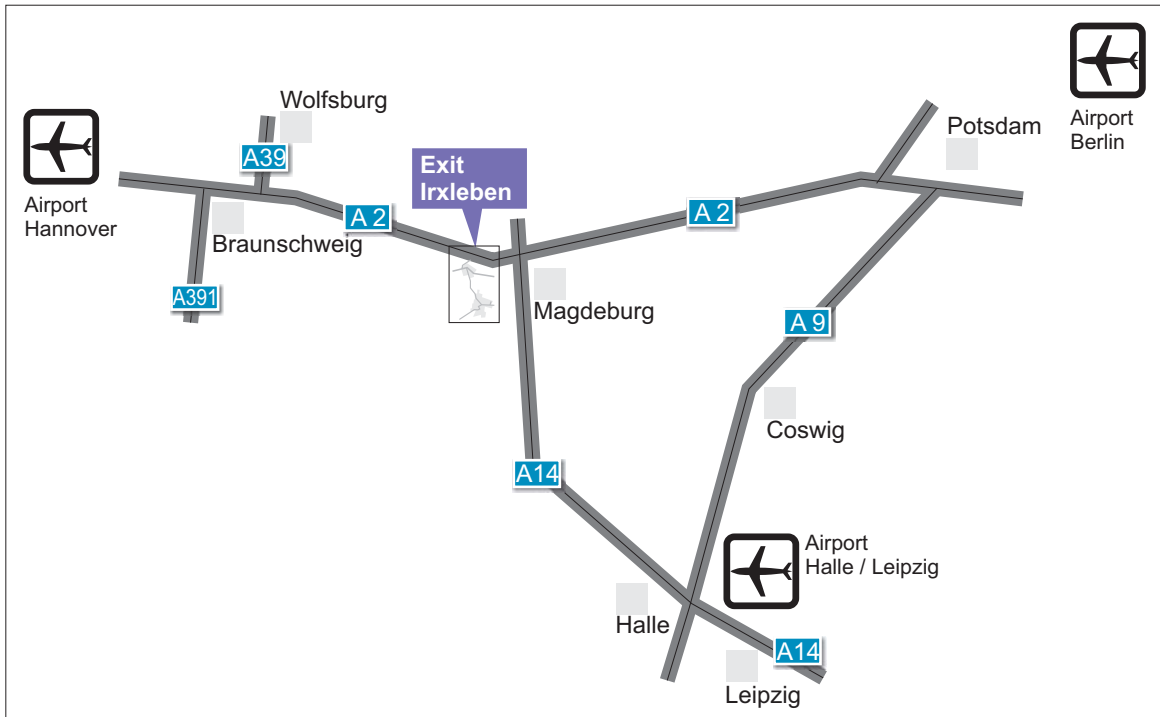 Wolfsburg
Airport
Hannover
A39
Exit
Irxleben
Potsdam
Airport
Berlin
A 2
A 2
Braunschweig
A391
Magdeburg
A 9
Coswig
A14
Airport
Halle / Leipzig
Halle
A14
Leipzig